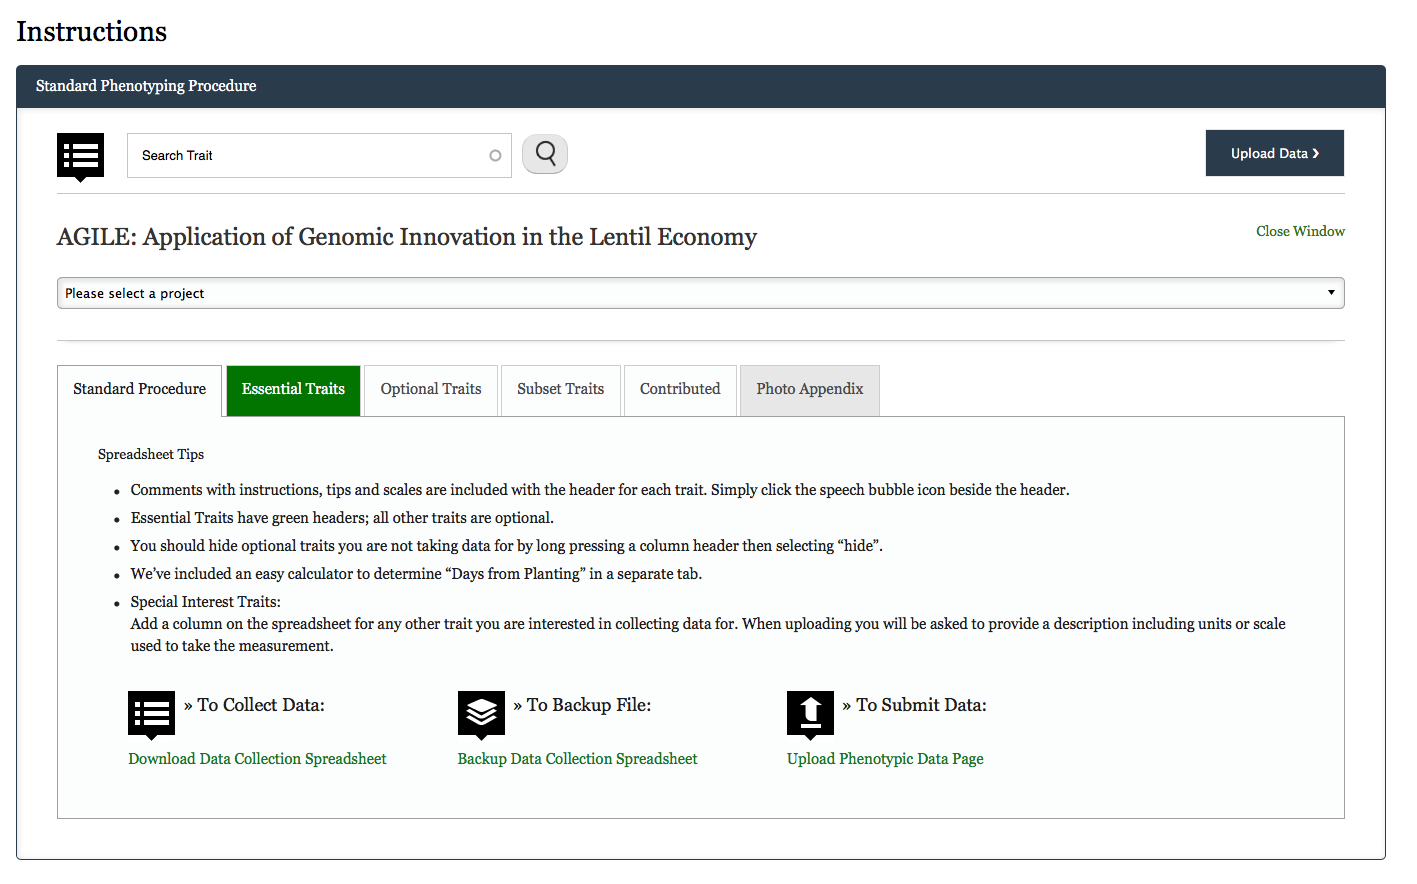 Instructions
Standard Phenotyping Procedure
Search Trait
Upload Data ›
AGILE: Application of Genomic Innovation in the Lentil Economy
Close Window
Please select a project
Standard Procedure
Essential Traits
Optional Traits
Subset Traits
Contributed
Photo Appendix
Spreadsheet Tips
• Comments with instructions, tips and scales are included with the header for each trait. Simply click the speech bubble icon beside the header.
• Essential Traits have green headers; all other traits are optional.
• You should hide optional traits you are not taking data for by long pressing a column header then selecting “hide”.
• We’ve included an easy calculator to determine “Days from Planting” in a separate tab.
• Special Interest Traits:
Add a column on the spreadsheet for any other trait you are interested in collecting data for. When uploading you will be asked to provide a description including units or scale
used to take the measurement.
» To Collect Data:
Download Data Collection Spreadsheet
» To Backup File:
Backup Data Collection Spreadsheet
» To Submit Data:
Upload Phenotypic Data Page